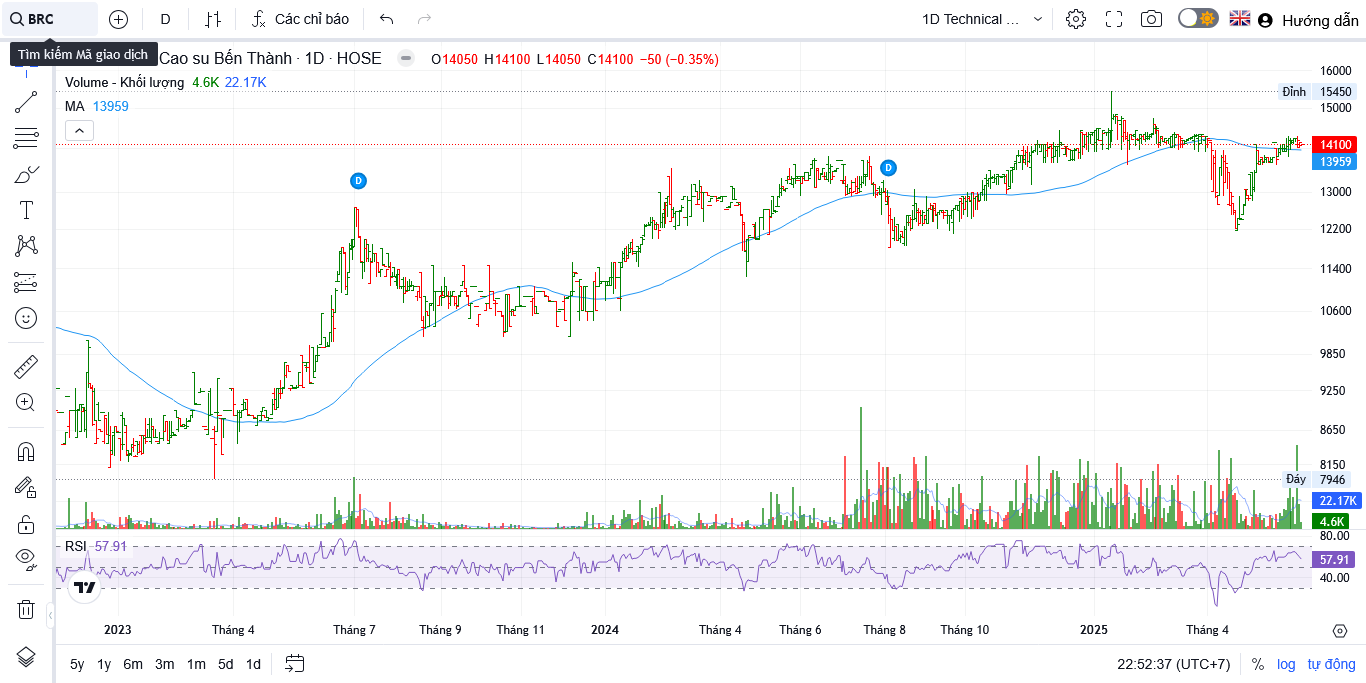 BRC D Các chỉ báo 1D Technical ... Hướng dẫn
Tìm kiếm Mã giao dịch
Cao su Bến Thành · 1D · HOSE O14050 H14100 L14050 C14100 −50 (−0.35%)
Volume - Khối lượng 4.6K 22.17K
MA 13959
16000
Đỉnh 15450
15000
14100
13959
13000
12200
11400
10600
9850
9250
8650
8150
Đáy 7946
22.17K
4.6K
D
D
80.00
RSI 57.91
57.91
40.00
2023 Tháng 4 Tháng 7 Tháng 9 Tháng 11 2024 Tháng 4 Tháng 6 Tháng 8 Tháng 10 2025 Tháng 4
5y 1y 6m 3m 1m 5d 1d 22:52:37 (UTC+7) % log tự động